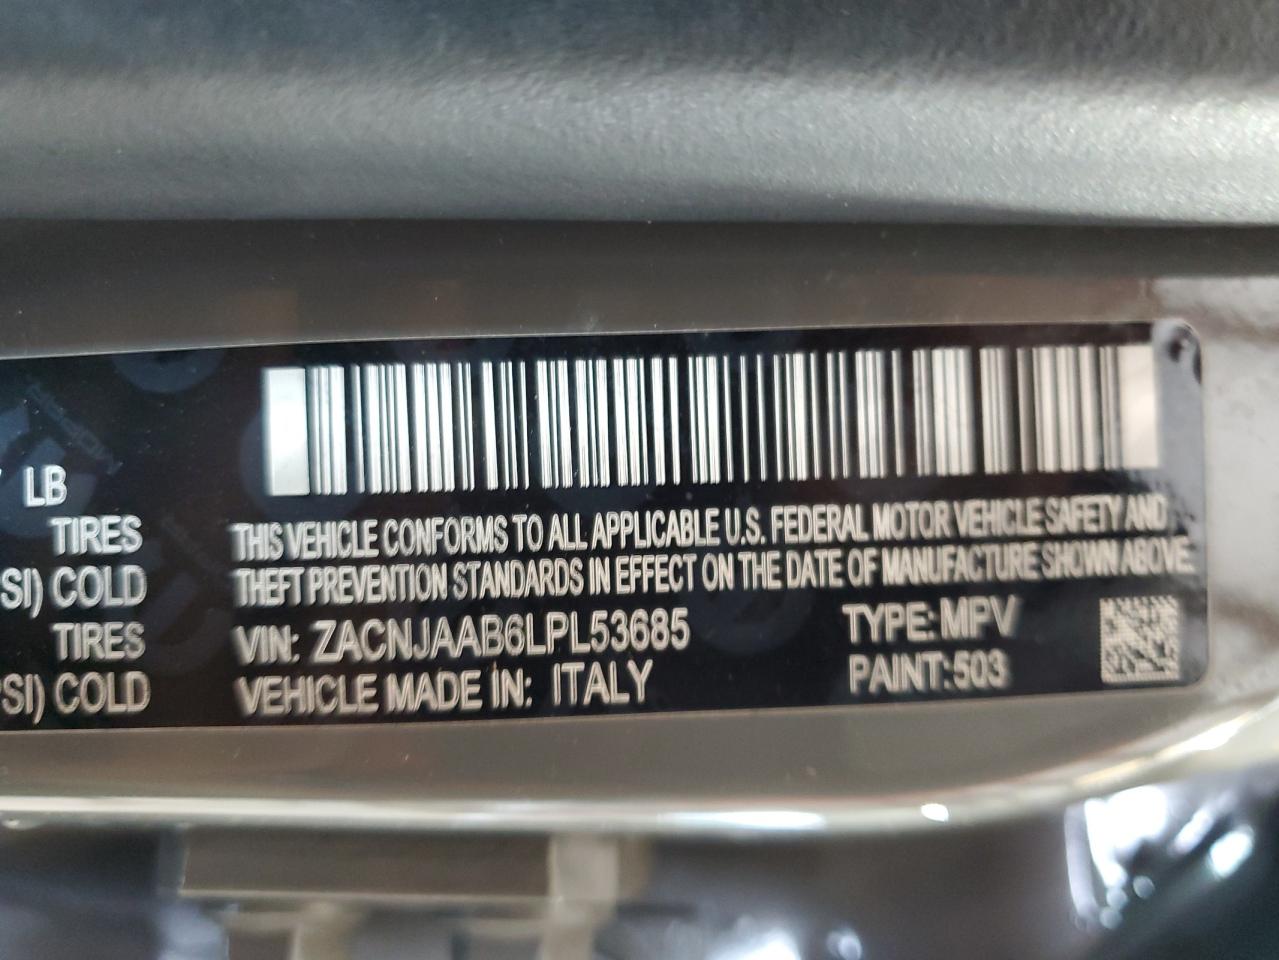 LB
TIRES
SI) COLD
TIRES
PSI) COLD
THIS VEHICLE CONFORMS TO ALL APPLICABLE U.S. FEDERAL MOTOR VEHICLE SAFETY AND
THEFT PREVENTION STANDARDS IN EFFECT ON THE DATE OF MANUFACTURE SHOWN ABOVE
VIN: ZACNJAAB6LPL53685
TYPE: MPV
VEHICLE MADE IN: ITALY
PAINT: 503